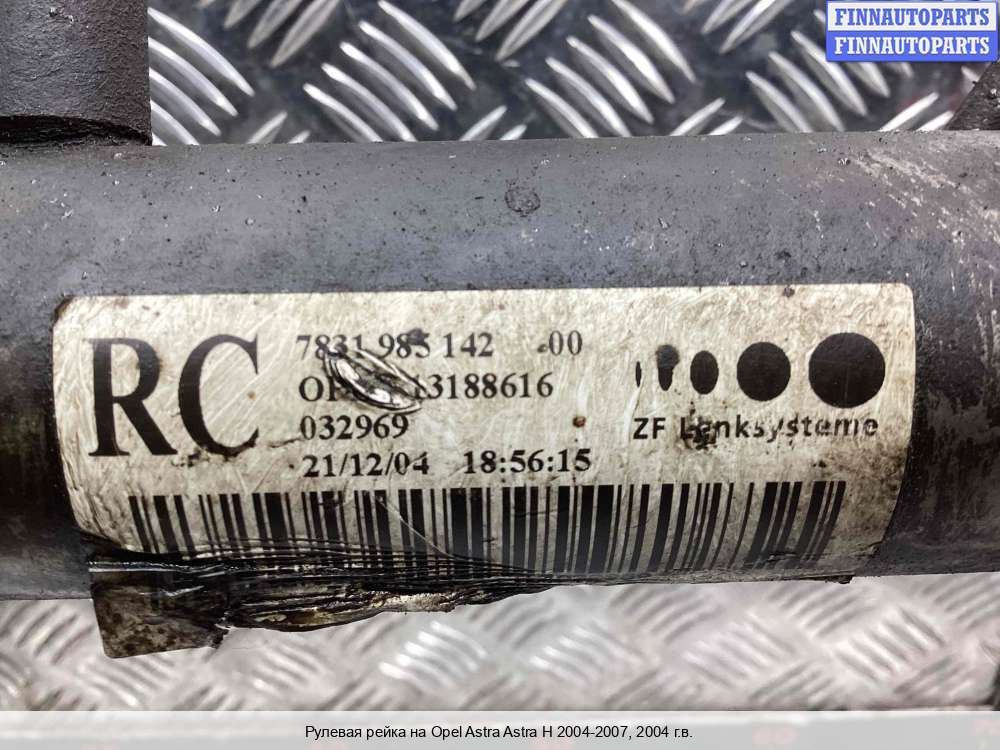 FINNAUTOPARTS
FINNAUTOPARTS
RC
7831 985 142 00
13188616
032969
21/12/04 18:56:15
ZF Lenksysteme
Рулевая рейка на Opel Astra Astra H 2004-2007, 2004 г.в.